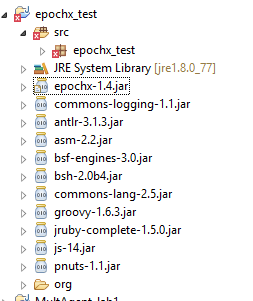 epochx_test
src
epochx_test
JRE System Library [jre1.8.0_77]
epochx-1.4.jar
commons-logging-1.1.jar
antlr-3.1.3.jar
asm-2.2.jar
bsf-engines-3.0.jar
bsh-2.0b4.jar
commons-lang-2.5.jar
groovy-1.6.3.jar
jruby-complete-1.5.0.jar
js-14.jar
pnuts-1.1.jar
org